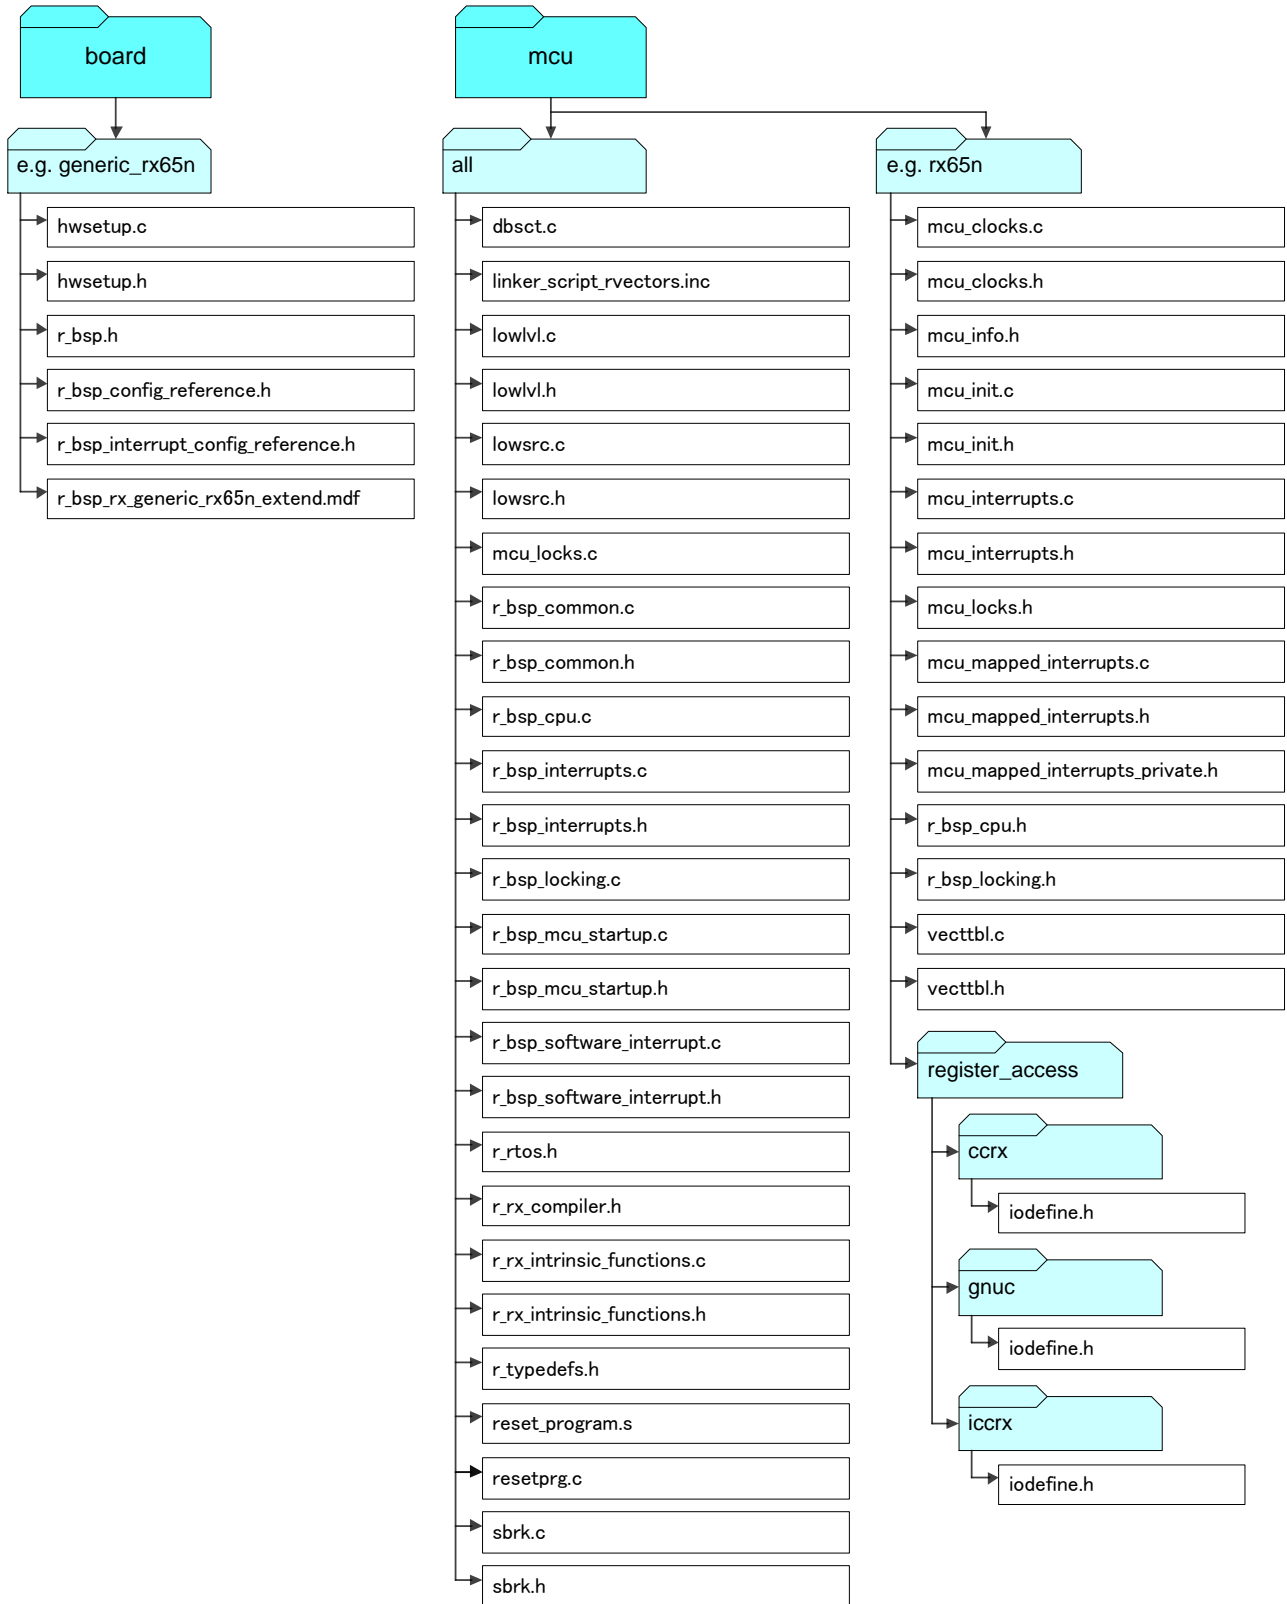 board
e.g. generic_rx65n
hwsetup.c
hwsetup.h
r_bsp.h
r_bsp_config_reference.h
r_bsp_interrupt_config_reference.h
r_bsp_rx_generic_rx65n_extend.mdf
mcu
all
dbsct.c
linker_script_rvectors.inc
lowlvl.c
lowlvl.h
lowsrc.c
lowsrc.h
mcu_locks.c
r_bsp_common.c
r_bsp_common.h
r_bsp_cpu.c
r_bsp_interrupts.c
r_bsp_interrupts.h
r_bsp_locking.c
r_bsp_mcu_startup.c
r_bsp_mcu_startup.h
r_bsp_software_interrupt.c
r_bsp_software_interrupt.h
r_rtos.h
r_rx_compiler.h
r_rx_intrinsic_functions.c
r_rx_intrinsic_functions.h
r_typedefs.h
reset_program.s
resetprg.c
sbrk.c
sbrk.h
e.g. rx65n
mcu_clocks.c
mcu_clocks.h
mcu_info.h
mcu_init.c
mcu_init.h
mcu_interrupts.c
mcu_interrupts.h
mcu_locks.h
mcu_mapped_interrupts.c
mcu_mapped_interrupts.h
mcu_mapped_interrupts_private.h
r_bsp_cpu.h
r_bsp_locking.h
vecttbl.c
vecttbl.h
register_access
ccrx
iodefine.h
gnuc
iodefine.h
iccrx
iodefine.h